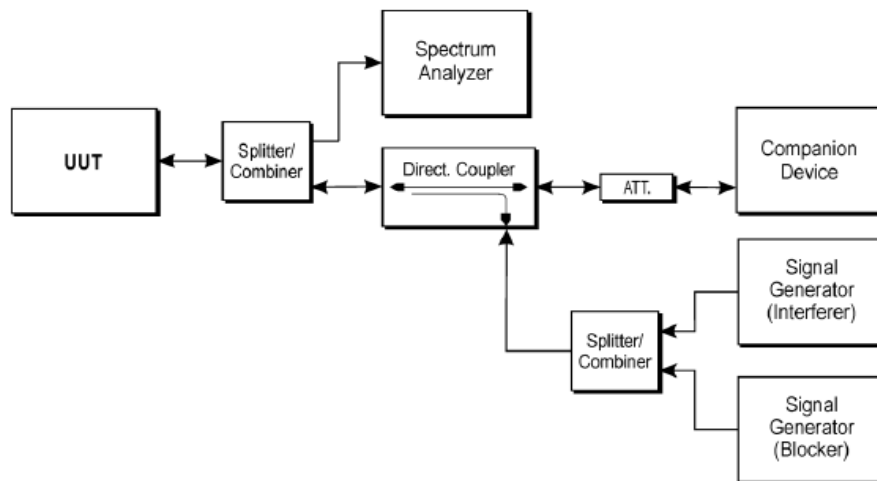 Spectrum
Analyzer
UUT
Splitter/
Combiner
Direct. Coupler
ATT.
Companion
Device
Signal
Generator
(Interferer)
Splitter/
Combiner
Signal
Generator
(Blocker)